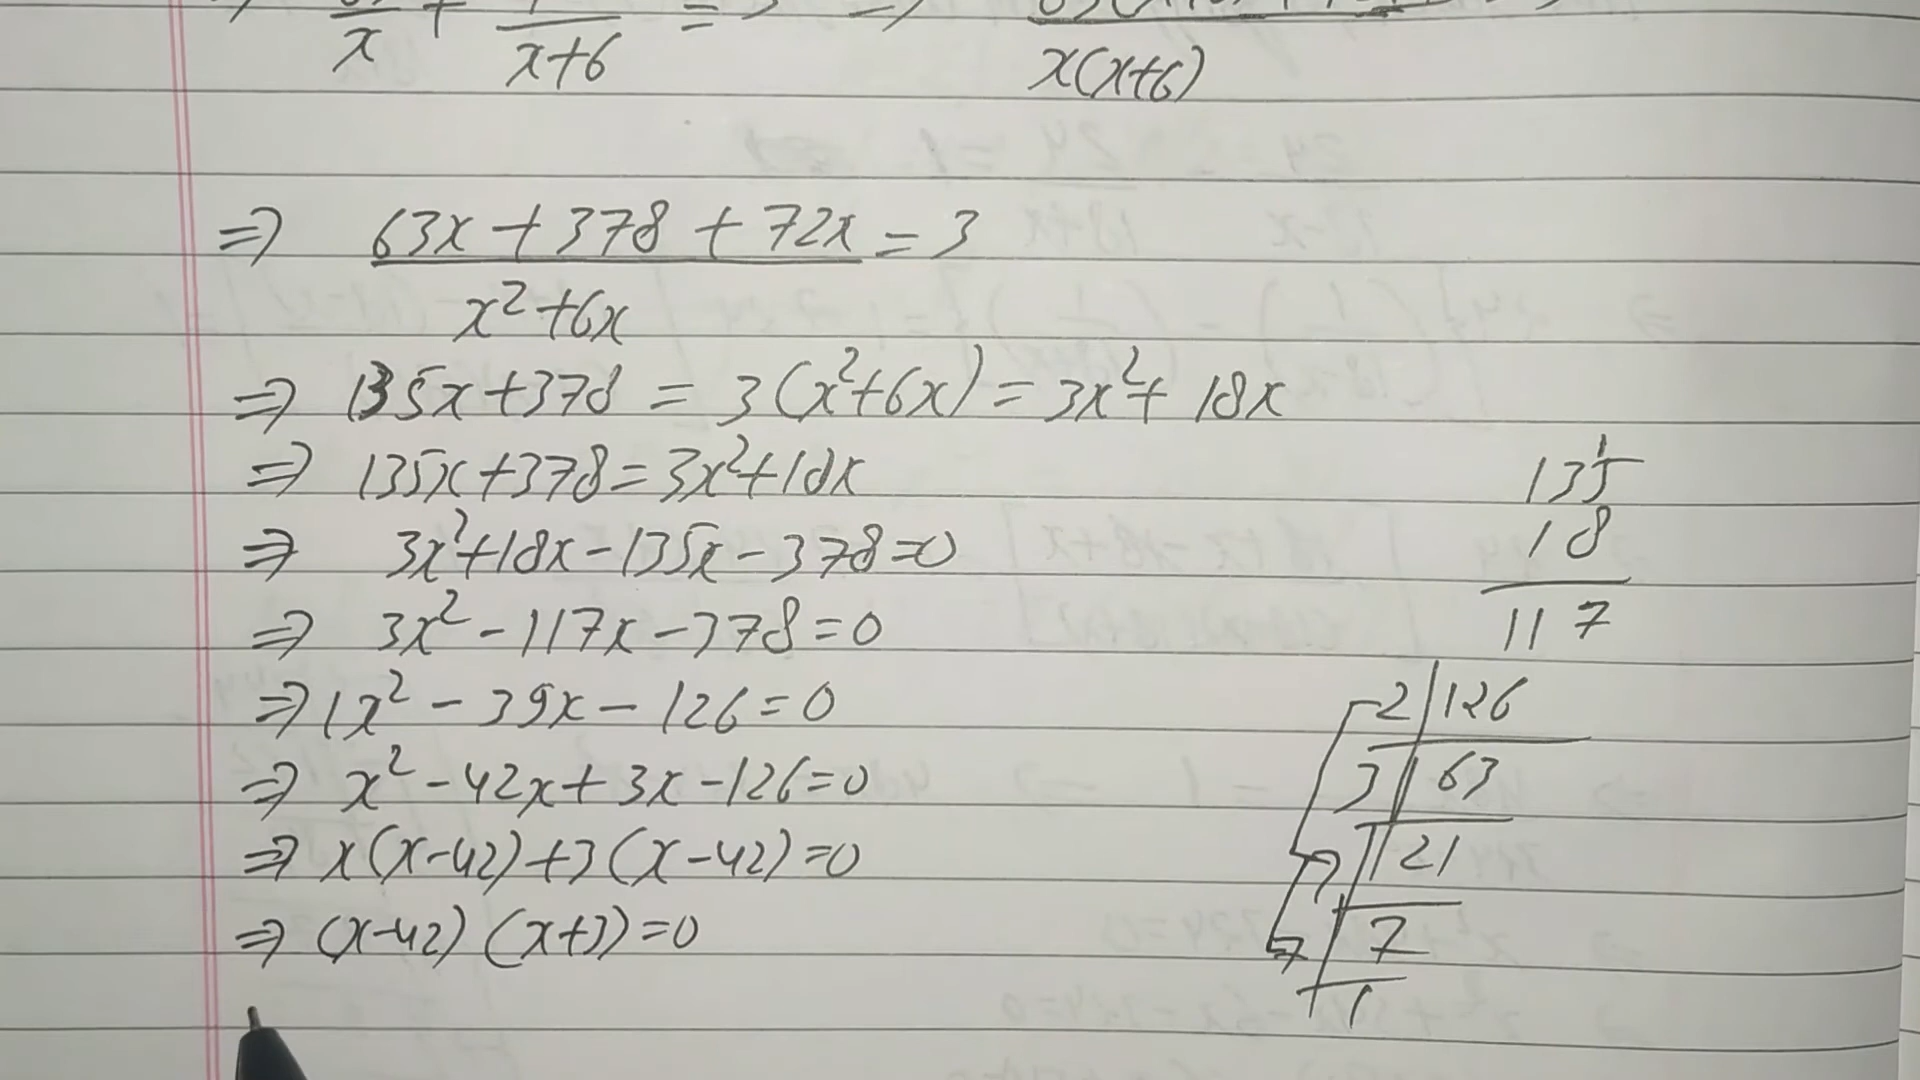 x + x+6 = => x(x+6)
=> 63x + 378 + 72x = 3
x² + 6x
=> 135x + 378 = 3(x² + 6x) = 3x² + 18x
=> 135x + 378 = 3x² + 18x
=> 3x² + 18x - 135x - 378 = 0
=> 3x² - 117x - 378 = 0
=> 1x² - 39x - 126 = 0
=> x² - 42x + 3x - 126 = 0
=> x(x-42) + 3(x-42) = 0
=> (x-42) (x+3) = 0
1
135
18
117
2 126
3 63
21
7 7
1